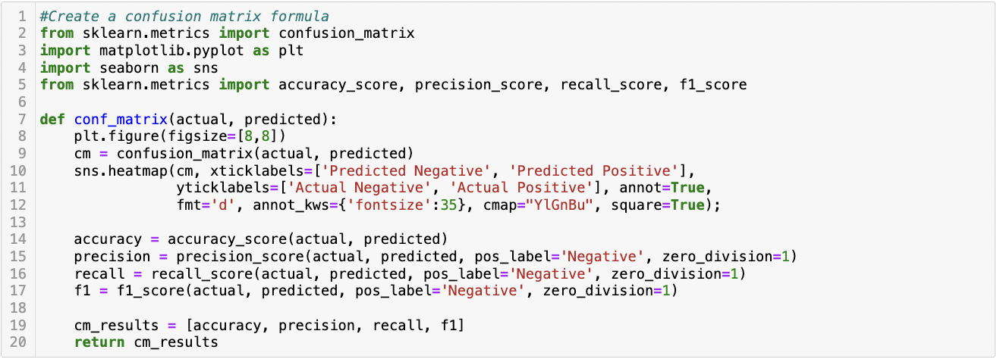 1 #Create a confusion matrix formula
2 from sklearn.metrics import confusion_matrix
3 import matplotlib.pyplot as plt
4 import seaborn as sns
5 from sklearn.metrics import accuracy_score, precision_score, recall_score, f1_score
6
7 def conf_matrix(actual, predicted):
8     plt.figure(figsize=[8,8])
9     cm = confusion_matrix(actual, predicted)
10     sns.heatmap(cm, xticklabels=['Predicted Negative', 'Predicted Positive'],
11                 yticklabels=['Actual Negative', 'Actual Positive'], annot=True,
12                 fmt='d', annot_kws={'fontsize':35}, cmap="YlGnBu", square=True);
13
14     accuracy = accuracy_score(actual, predicted)
15     precision = precision_score(actual, predicted, pos_label='Negative', zero_division=1)
16     recall = recall_score(actual, predicted, pos_label='Negative', zero_division=1)
17     f1 = f1_score(actual, predicted, pos_label='Negative', zero_division=1)
18
19     cm_results = [accuracy, precision, recall, f1]
20     return cm_results